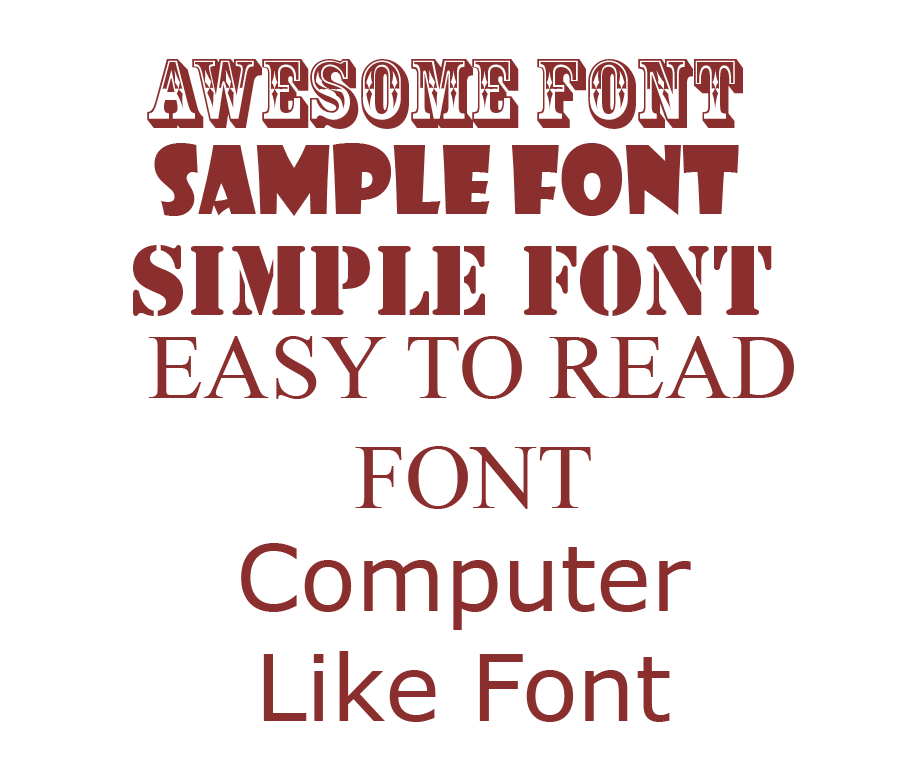 AWESOME FONT
SAMPLE FONT
SIMPLE FONT
EASY TO READ
FONT
Computer
Like Font